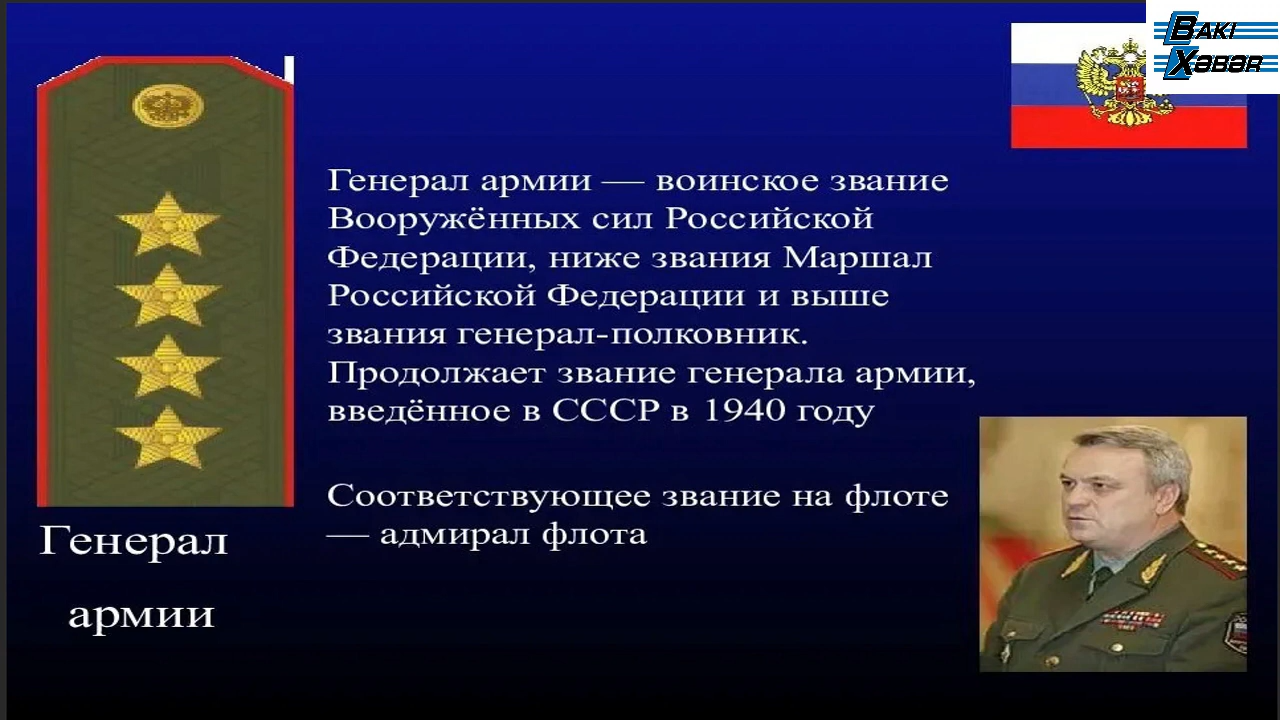 BAKI
XƏBƏR
Генерал армии — воинское звание
Вооружённых сил Российской
Федерации, ниже звания Маршал
Российской Федерации и выше
звания генерал-полковник.
Продолжает звание генерала армии,
введённое в СССР в 1940 году
Соответствующее звание на флоте
— адмирал флота
Генерал
армии